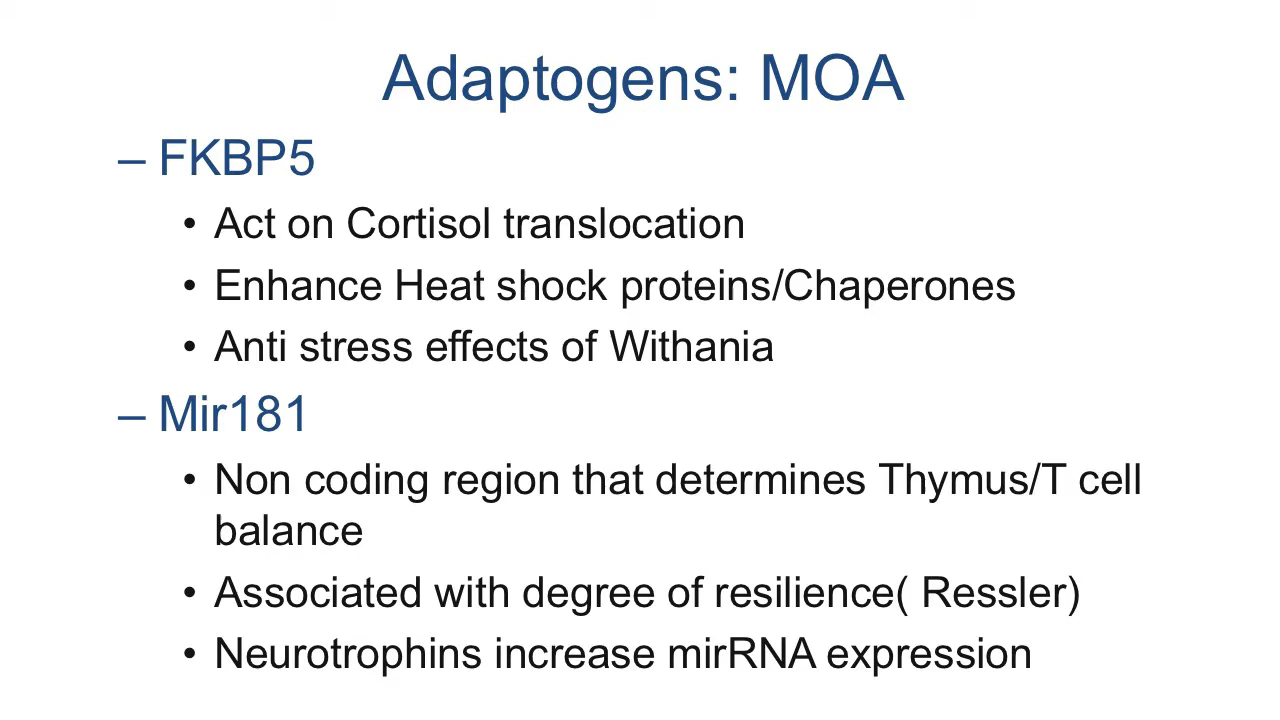 Adaptogens: MOA
– FKBP5
• Act on Cortisol translocation
• Enhance Heat shock proteins/Chaperones
• Anti stress effects of Withania
– Mir181
• Non coding region that determines Thymus/T cell
balance
• Associated with degree of resilience( Ressler)
• Neurotrophins increase mirRNA expression